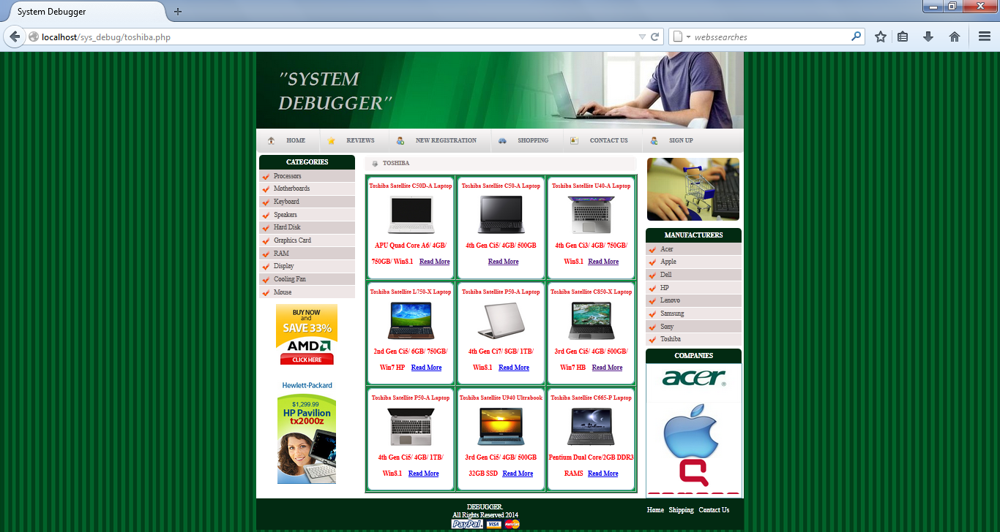 System Debugger
localhost/sys_debug/toshiba.php
webssearches
"SYSTEM
DEBUGGER"
HOME
REVIEWS
NEW REGISTRATION
SHOPPING
CONTACT US
SIGN UP
CATEGORIES
Processors
Motherboards
Keyboard
Speakers
Hard Disk
Graphics Card
RAM
Display
Cooling Fan
Mouse
BUY NOW
and
SAVE 33%
AMD
CLICK HERE
Hewlett-Packard
$1,299.99
HP Pavilion
tx2000z
TOSHIBA
Toshiba Satellite C50D-A Laptop
APU Quad Core A6/ 4GB/
750GB/ Win8.1 Read More
Toshiba Satellite C50-A Laptop
4th Gen Ci5/ 4GB/ 500GB
Read More
Toshiba Satellite U40-A Laptop
4th Gen Ci3/ 4GB/ 750GB/
Win8.1 Read More
Toshiba Satellite L750-X Laptop
2nd Gen Ci5/ 6GB/ 750GB/
Win7 HP Read More
Toshiba Satellite P50-A Laptop
4th Gen Ci7/ 8GB/ 1TB/
Win8.1 Read More
Toshiba Satellite C850-X Laptop
3rd Gen Ci5/ 4GB/ 500GB/
Win7 HB Read More
Toshiba Satellite P50-A Laptop
4th Gen Ci5/ 4GB/ 1TB/
Win8.1 Read More
Toshiba Satellite U940 Ultrabook
3rd Gen Ci5/ 4GB/ 500GB
32GB SSD Read More
Toshiba Satellite C665-P Laptop
Pentium Dual Core/2GB DDR3
RAMS Read More
MANUFACTURERS
Acer
Apple
Dell
HP
Lenovo
Samsung
Sony
Toshiba
COMPANIES
acer
DEBUGGER.
All Rights Reserved 2014
PayPal VISA MasterCard
Home Shipping Contact Us